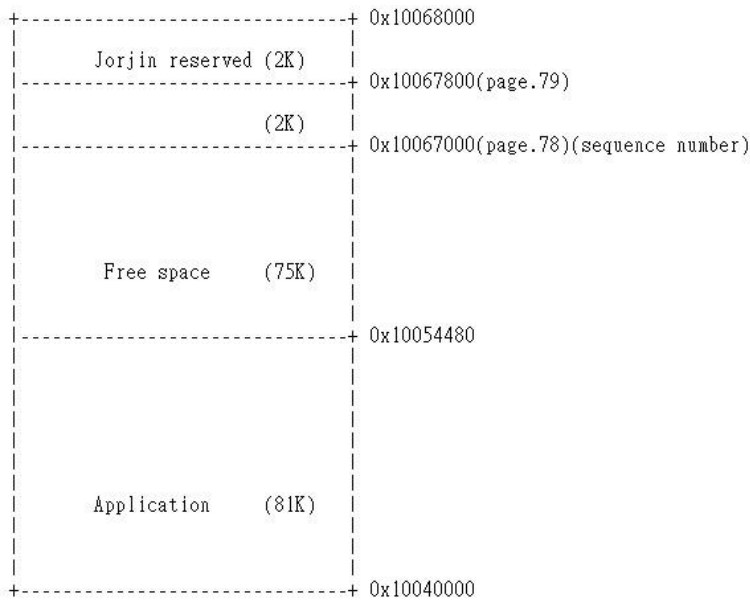 0x10068000
Jorjin reserved (2K)
0x10067800(page.79)
(2K)
0x10067000(page.78)(sequence number)
Free space (75K)
0x10054480
Application (81K)
0x10040000